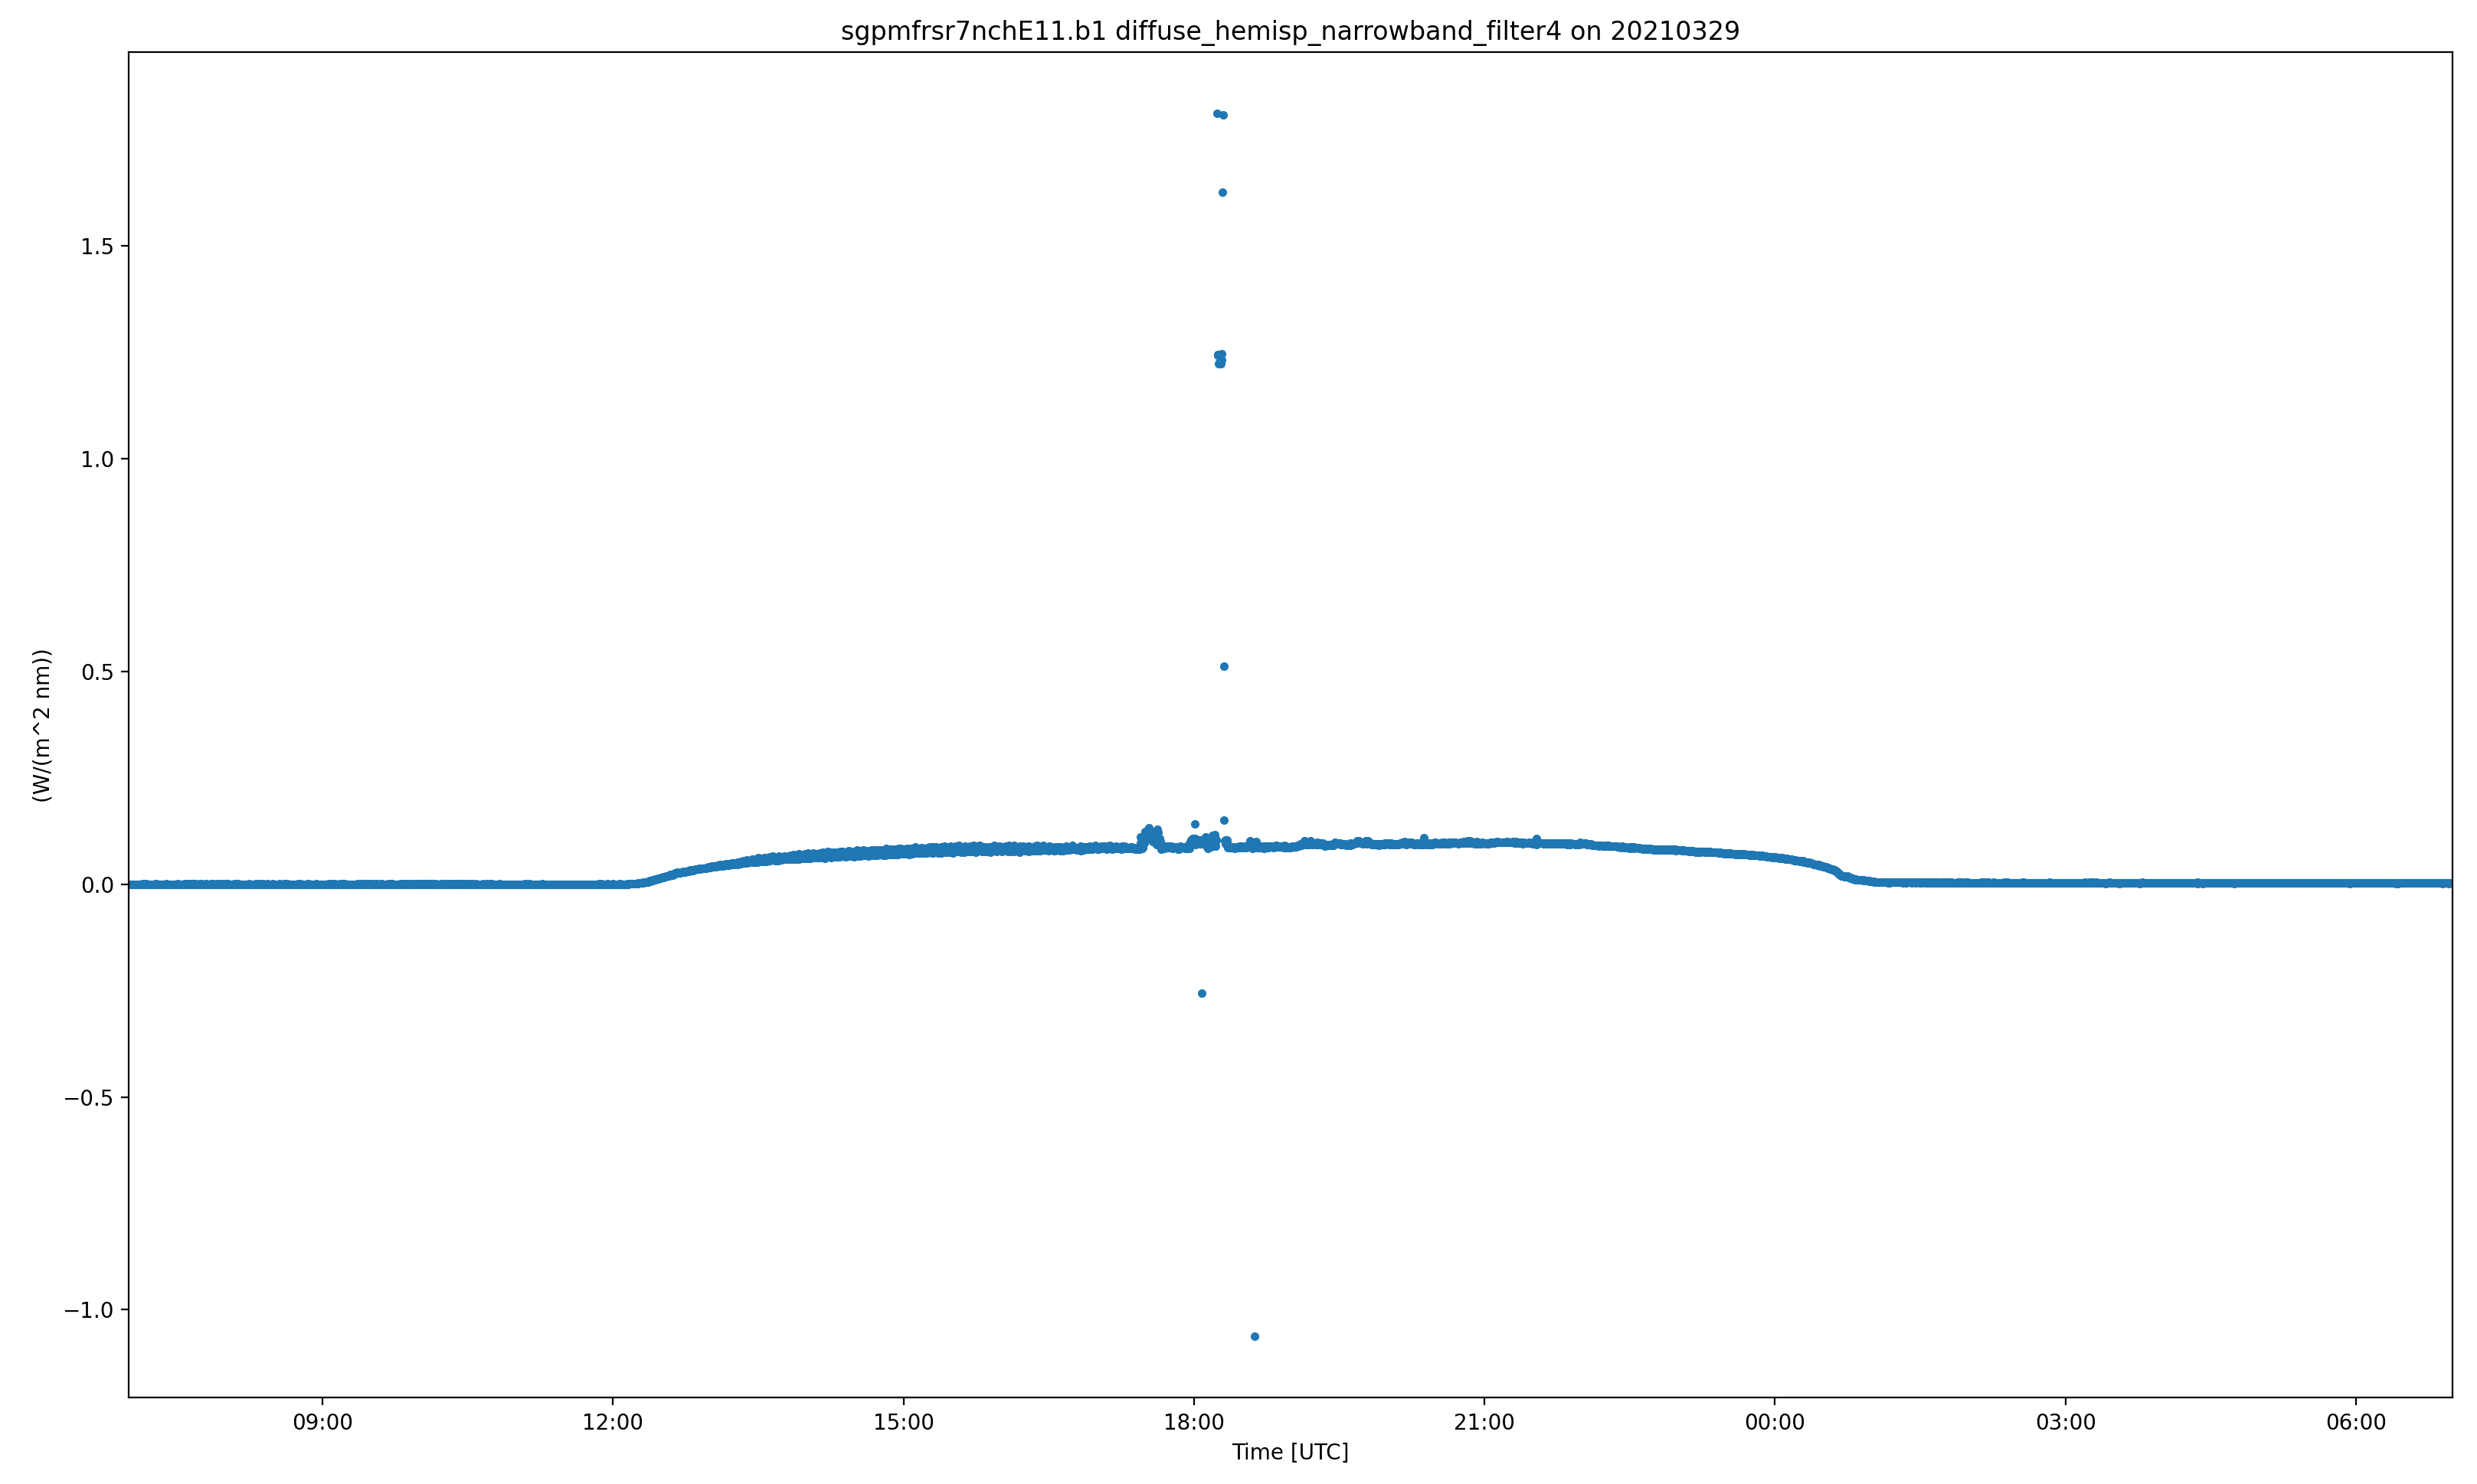 sgpmfrsr7nchE11.b1 diffuse_hemisp_narrowband_filter4 on 20210329
1.5
1.0
0.5
0.0
−0.5
−1.0
(W/(m^2 nm))
09:00 12:00 15:00 18:00 21:00 00:00 03:00 06:00
Time [UTC]